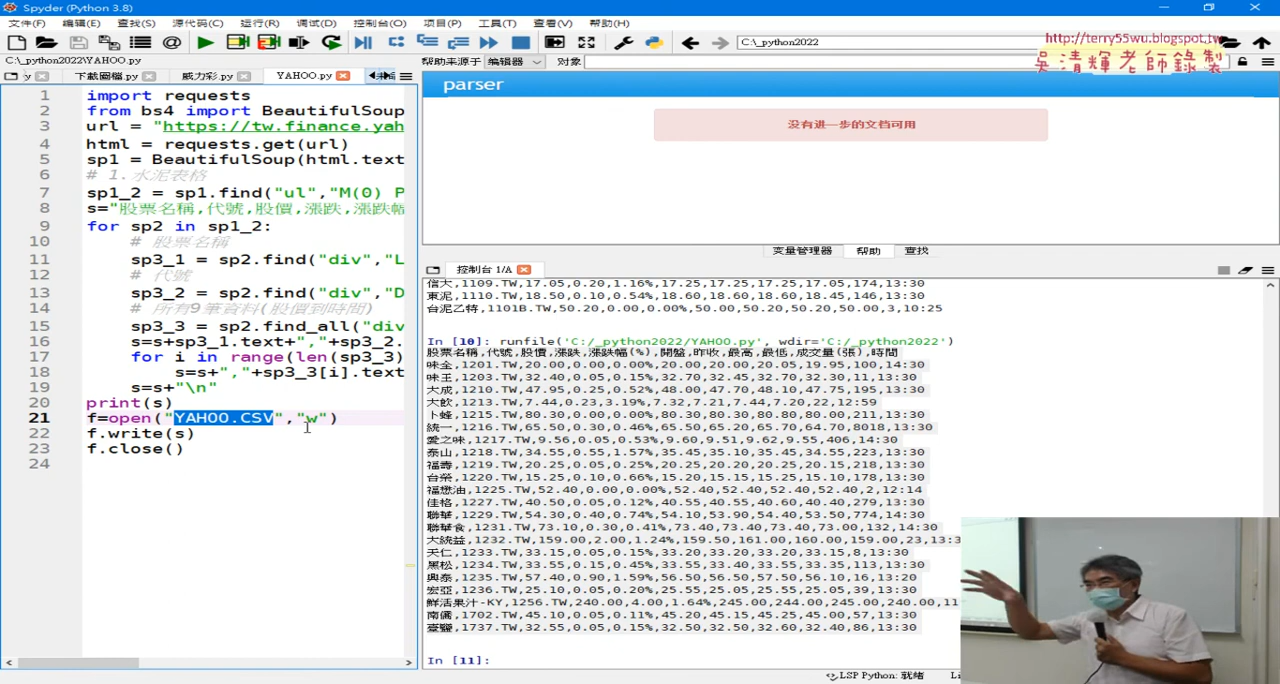 Spyder (Python 3.8)
文件(F) 编辑(E) 查找(S) 源代码(C) 运行(R) 调试(D) 控制台(O) 项目(P) 工具(T) 查看(V) 帮助(H)
C:\_python2022
http://terry55wu.blogspot.tw
吳清輝老師錄製
C:\_python2022\YAHOO.py
下載圖檔.py
威力彩.py
YAHOO.py
帮助来源于 编辑器 对象
parser
没有进一步的文档可用
1 import requests
2 from bs4 import BeautifulSoup
3 url = "https://tw.finance.yah
4 html = requests.get(url)
5 sp1 = BeautifulSoup(html.text
6 # 1.水泥表格
7 sp1_2 = sp1.find("ul","M(0) P
8 s="股票名稱,代號,股價,漲跌,漲跌幅
9 for sp2 in sp1_2:
10 # 股票名稱
11 sp3_1 = sp2.find("div","L
12 # 代號
13 sp3_2 = sp2.find("div","D
14 # 所有9筆資料(股價到時間)
15 sp3_3 = sp2.find_all("div
16 s=s+sp3_1.text+","+sp3_2.
17 for i in range(len(sp3_3)
18 s=s+","+sp3_3[i].text
19 s=s+"\n"
20 print(s)
21 f=open("YAHOO.CSV","w")
22 f.write(s)
23 f.close()
24
变量管理器 帮助 查找
控制台 1/A
信大,1109.TW,17.05,0.20,1.16%,17.25,17.25,17.25,17.05,174,13:30
東泥,1110.TW,18.50,0.10,0.54%,18.60,18.60,18.60,18.45,146,13:30
台泥乙特,1101B.TW,50.20,0.00,0.00%,50.00,50.20,50.20,50.00,3,10:25
In [10]: runfile('C:/_python2022/YAHOO.py', wdir='C:/_python2022')
股票名稱,代號,股價,漲跌,漲跌幅(%),開盤,昨收,最高,最低,成交量(張),時間
味全,1201.TW,20.00,0.00,0.00%,20.00,20.00,20.05,19.95,100,14:30
味王,1203.TW,32.40,0.05,0.15%,32.70,32.45,32.70,32.30,11,13:30
大成,1210.TW,47.95,0.25,0.52%,48.00,47.70,48.10,47.75,195,13:30
大飲,1213.TW,7.44,0.23,3.19%,7.32,7.21,7.44,7.20,22,12:59
卜蜂,1215.TW,80.30,0.00,0.00%,80.30,80.30,80.80,80.00,211,13:30
統一,1216.TW,65.50,0.30,0.46%,65.50,65.20,65.70,64.70,8018,13:30
愛之味,1217.TW,9.56,0.05,0.53%,9.60,9.51,9.62,9.55,406,14:30
泰山,1218.TW,34.55,0.55,1.57%,35.45,35.10,35.45,34.55,223,13:30
福壽,1219.TW,20.25,0.05,0.25%,20.25,20.20,20.25,20.15,218,13:30
台榮,1220.TW,15.25,0.10,0.66%,15.20,15.15,15.25,15.10,178,13:30
福懋油,1225.TW,52.40,0.00,0.00%,52.40,52.40,52.40,52.40,2,12:14
佳格,1227.TW,40.50,0.05,0.12%,40.55,40.55,40.60,40.40,279,13:30
聯華,1229.TW,54.30,0.40,0.74%,54.10,53.90,54.40,53.50,774,14:30
聯華食,1231.TW,73.10,0.30,0.41%,73.40,73.40,73.40,73.00,132,14:30
大統益,1232.TW,159.00,2.00,1.24%,159.50,161.00,160.00,159.00,23,13:3
天仁,1233.TW,33.15,0.05,0.15%,33.20,33.20,33.20,33.15,8,13:30
黑松,1234.TW,33.55,0.15,0.45%,33.55,33.40,33.55,33.35,113,13:30
興泰,1235.TW,57.40,0.90,1.59%,56.50,56.50,57.50,56.10,16,13:20
宏亞,1236.TW,25.10,0.05,0.20%,25.55,25.05,25.55,25.05,39,13:30
鮮活果汁-KY,1256.TW,240.00,4.00,1.64%,245.00,244.00,245.00,240.00,11
南僑,1702.TW,45.10,0.05,0.11%,45.20,45.15,45.25,45.00,57,13:30
臺鹽,1737.TW,32.55,0.05,0.15%,32.50,32.50,32.60,32.40,86,13:30
In [11]:
LSP Python: 就绪